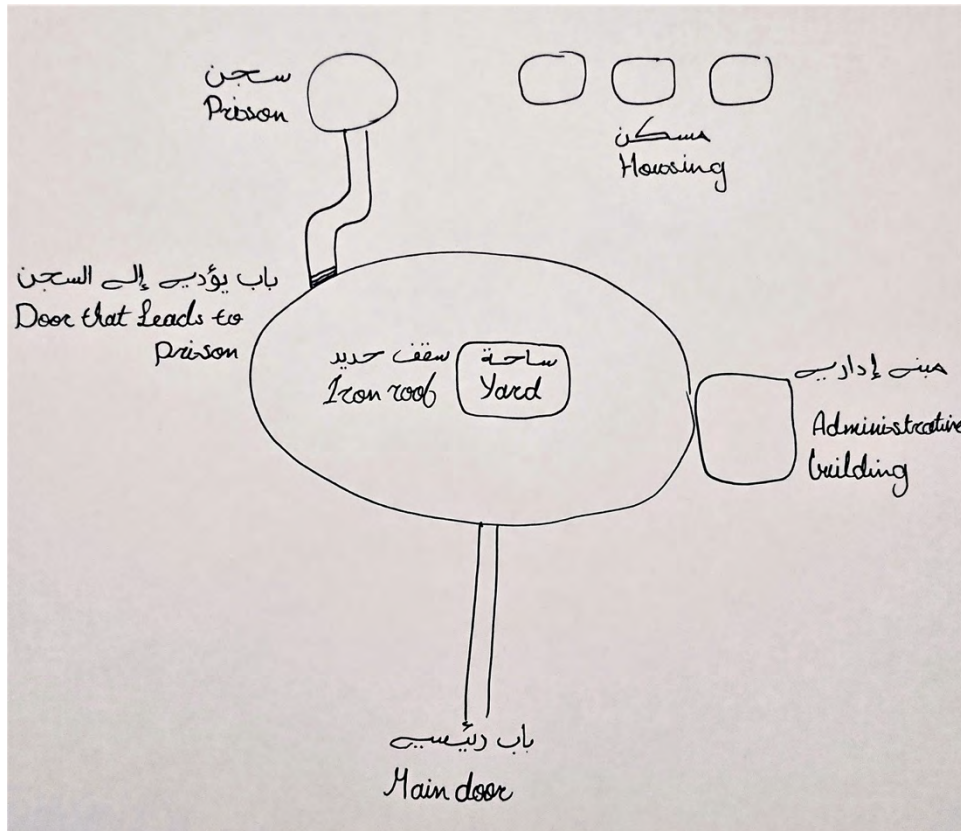 سجن
Prison
مسكن
Housing
باب يؤدي إلى السجن
Door that Leads to
prison
سقف حديد
Iron roof
ساحة
Yard
مبنى إداري
Administrative
building
باب رئيسي
Main door